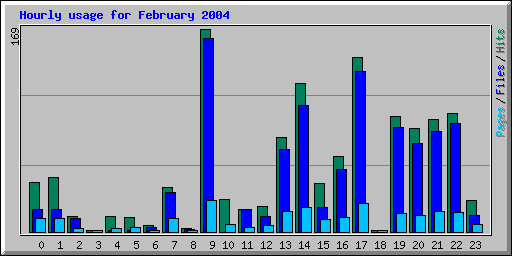 Hourly usage for February 2004
169
Pages / Files / Hits
0 1 2 3 4 5 6 7 8 9 10 11 12 13 14 15 16 17 18 19 20 21 22 23